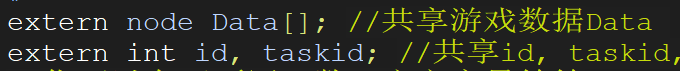 extern node Data[]; //共享游戏数据Data
extern int id, taskid; //共享id, taskid,